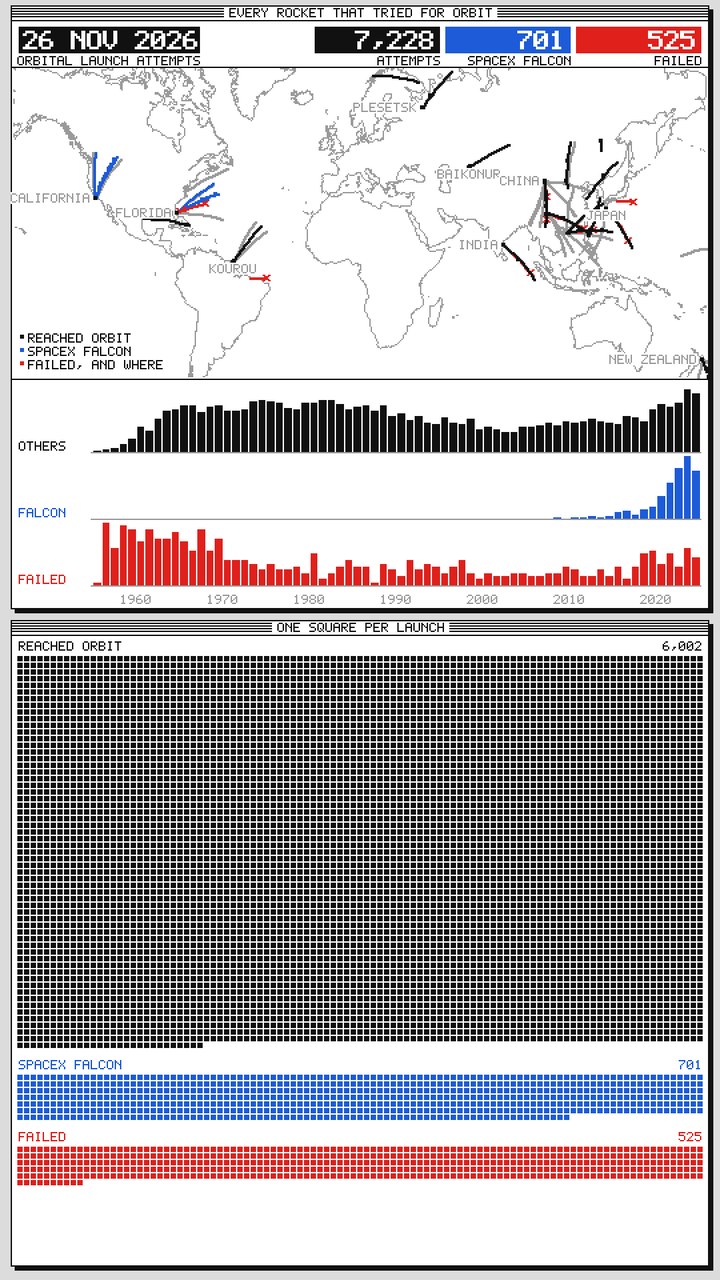 EVERY ROCKET THAT TRIED FOR ORBIT
26 NOV 2026 7,228 701 525
ORBITAL LAUNCH ATTEMPTS ATTEMPTS SPACEX FALCON FAILED
PLESETSK
BAIKONUR
CHINA
CALIFORNIA
FLORIDA
JAPAN
INDIA
KOUROU
REACHED ORBIT
SPACEX FALCON
FAILED, AND WHERE
NEW ZEALAND
OTHERS
FALCON
FAILED
1960 1970 1980 1990 2000 2010 2020
ONE SQUARE PER LAUNCH
REACHED ORBIT 6,002
SPACEX FALCON 701
FAILED 525